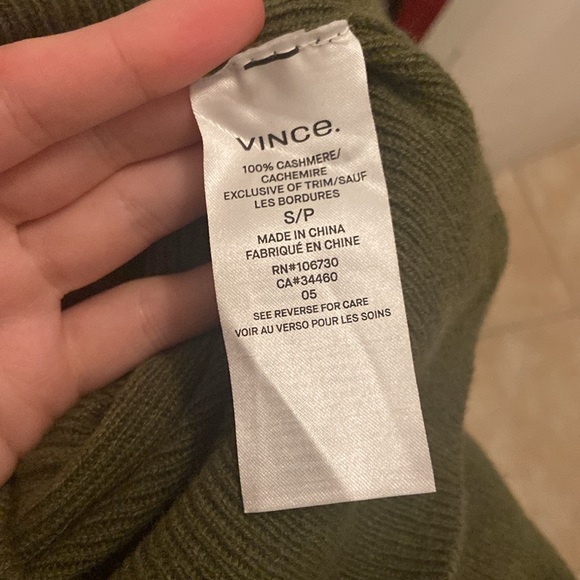 VINCe.
100% CASHMERE/
CACHEMIRE
EXCLUSIVE OF TRIM/SAUF
LES BORDURES
S/P
MADE IN CHINA
FABRIQUÉ EN CHINE
RN#106730
CA#34460
05
SEE REVERSE FOR CARE
VOIR AU VERSO POUR LES SOINS